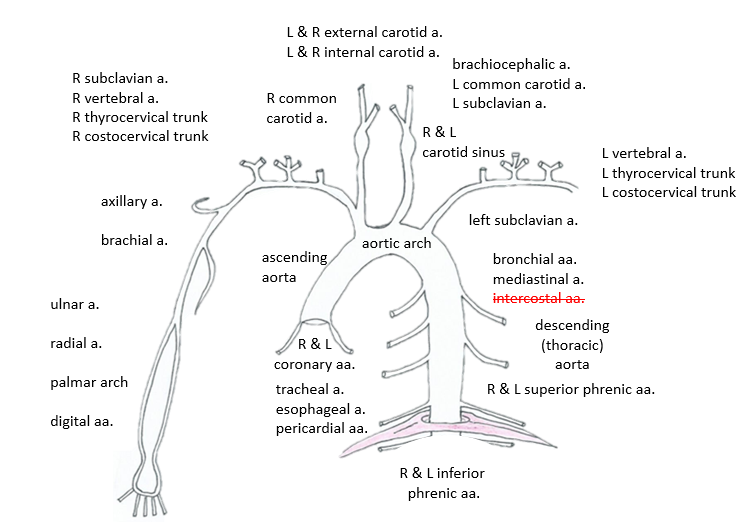 L & R external carotid a.
L & R internal carotid a.
brachiocephalic a.
L common carotid a.
L subclavian a.
R subclavian a.
R vertebral a.
R thyrocervical trunk
R costocervical trunk
R common
carotid a.
R & L
carotid sinus
L vertebral a.
L thyrocervical trunk
L costocervical trunk
axillary a.
brachial a.
left subclavian a.
aortic arch
ascending
aorta
bronchial aa.
mediastinal a.
intercostal aa.
ulnar a.
radial a.
palmar arch
digital aa.
descending
(thoracic)
aorta
R & L
coronary aa.
tracheal a.
esophageal a.
pericardial aa.
R & L superior phrenic aa.
R & L inferior
phrenic aa.